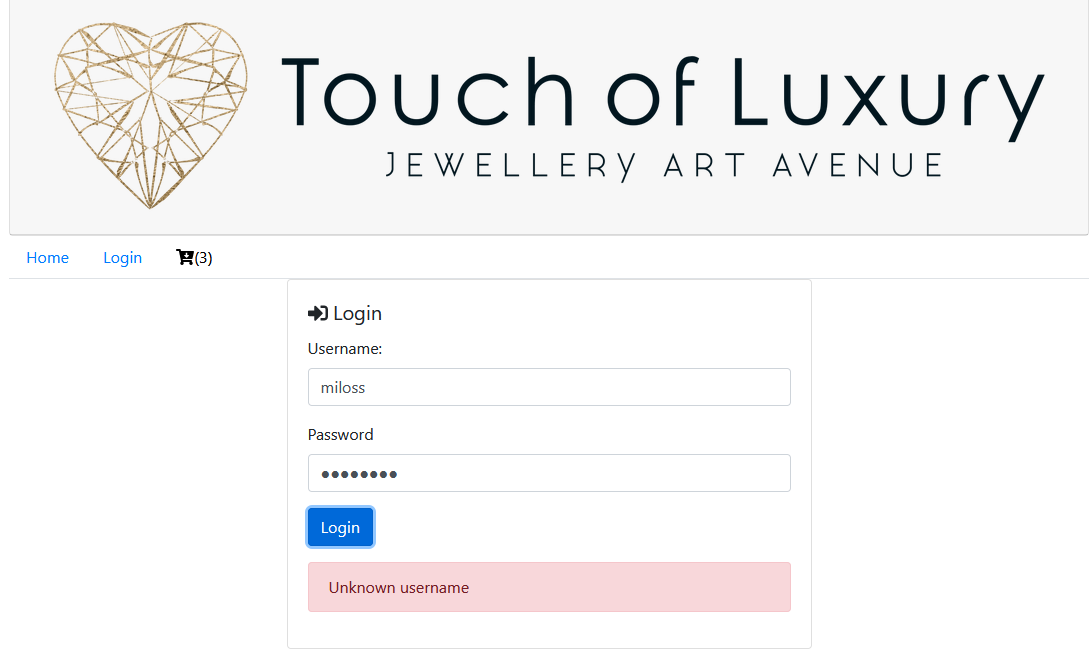 Touch of Luxury
JEWELLERY ART AVENUE
Home Login (3)
Login
Username:
miloss
Password
••••••••
Login
Unknown username